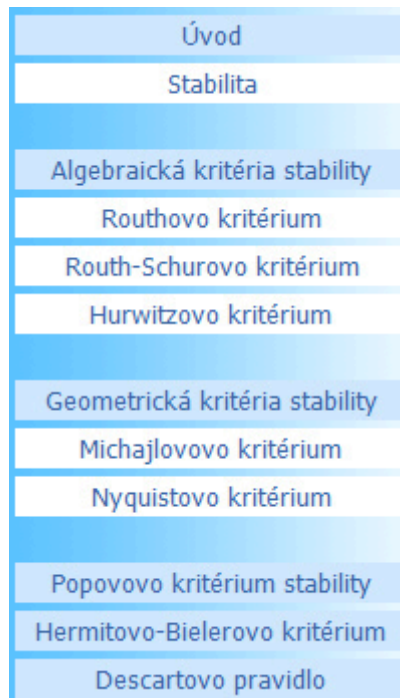 Úvod
Stabilita
Algebraická kritéria stability
Routhovo kritérium
Routh-Schurovo kritérium
Hurwitzovo kritérium
Geometrická kritéria stability
Michajlovovo kritérium
Nyquistovo kritérium
Popovovo kritérium stability
Hermitovo-Bielerovo kritérium
Descartovo pravidlo